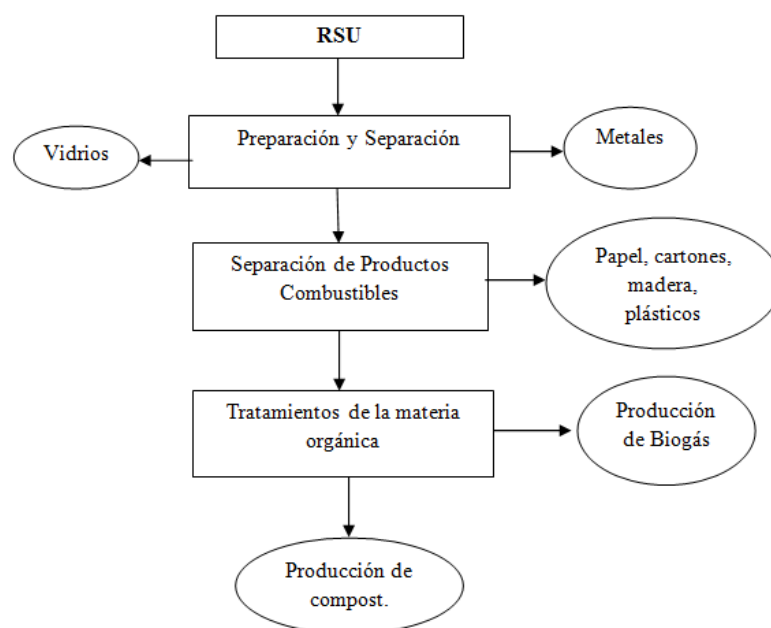 RSU
Preparación y Separación
Vidrios
Metales
Separación de Productos
Combustibles
Papel, cartones,
madera,
plásticos
Tratamientos de la materia
orgánica
Producción
de Biogás
Producción de
compost.